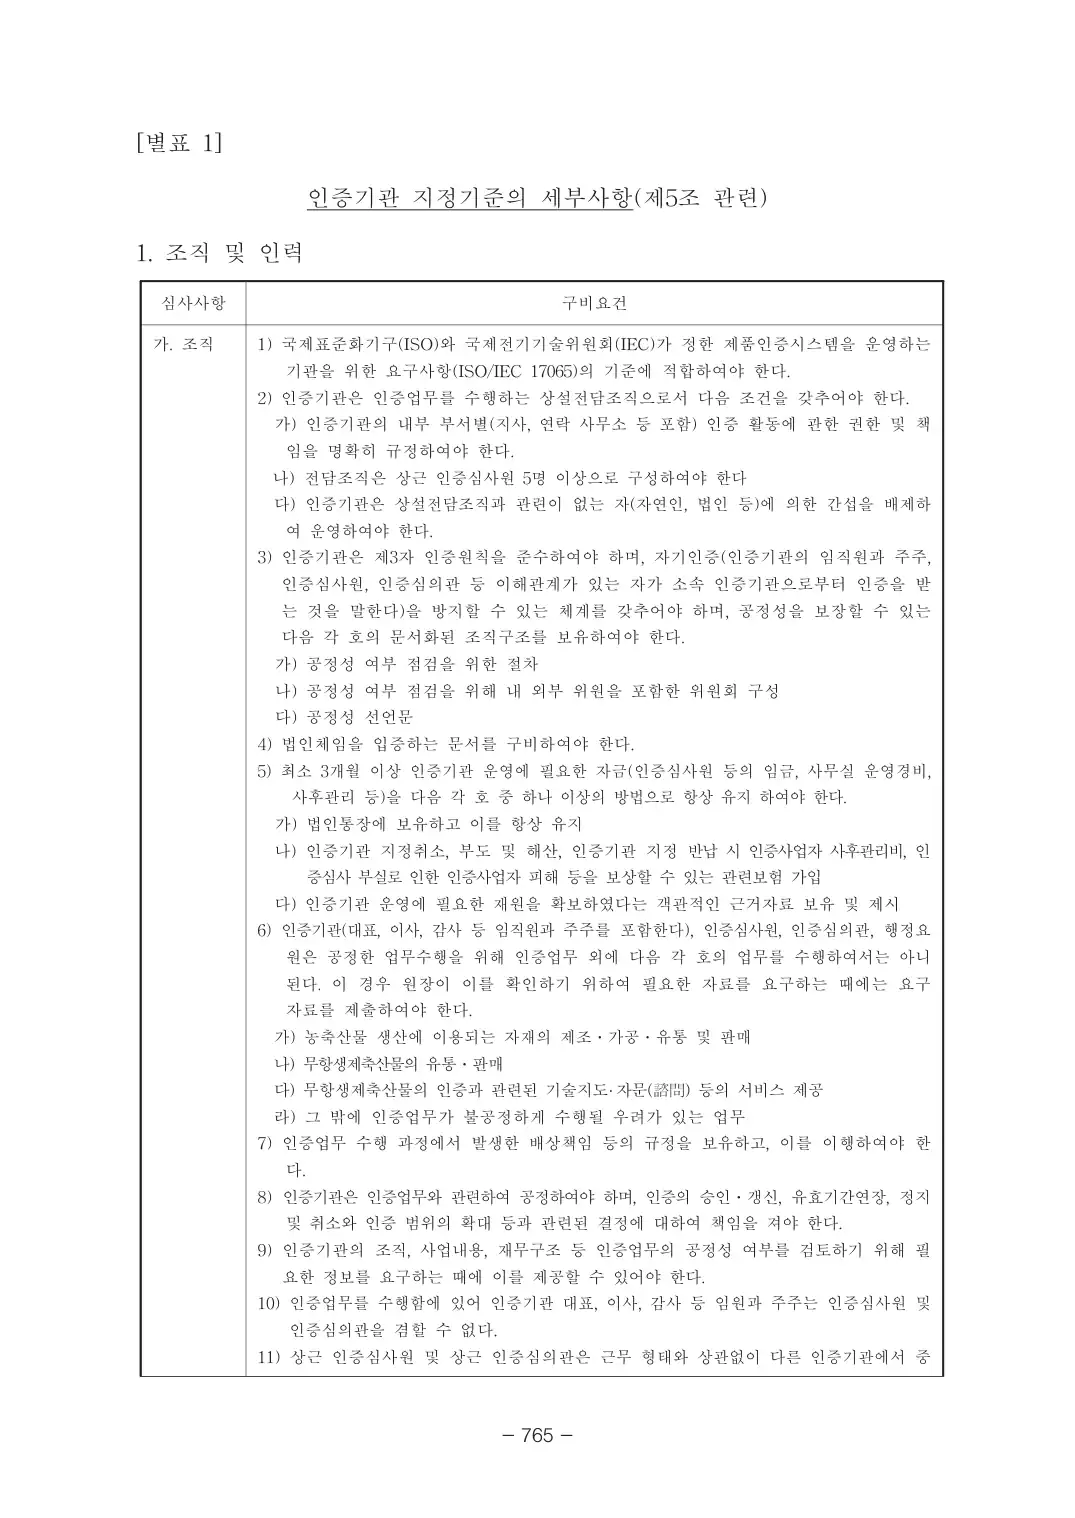 [별표 1]
인증기관 지정기준의 세부사항(제5조 관련)
1. 조직 및 인력
심사사항
구비요건
가. 조직
1) 국제표준화기구(ISO)와 국제전기기술위원회(IEC)가 정한 제품인증시스템을 운영하는
기관을 위한 요구사항(ISO/IEC 17065)의 기준에 적합하여야 한다.
2) 인증기관은 인증업무를 수행하는 상설전담조직으로서 다음 조건을 갖추어야 한다.
가) 인증기관의 내부 부서별(지사, 연락 사무소 등 포함) 인증 활동에 관한 권한 및 책
임을 명확히 규정하여야 한다.
나) 전담조직은 상근 인증심사원 5명 이상으로 구성하여야 한다
다) 인증기관은 상설전담조직과 관련이 없는 자(자연인, 법인 등)에 의한 간섭을 배제하
여 운영하여야 한다.
3) 인증기관은 제3자 인증원칙을 준수하여야 하며, 자기인증(인증기관의 임직원과 주주,
인증심사원, 인증심의관 등 이해관계가 있는 자가 소속 인증기관으로부터 인증을 받
는 것을 말한다)을 방지할 수 있는 체계를 갖추어야 하며, 공정성을 보장할 수 있는
다음 각 호의 문서화된 조직구조를 보유하여야 한다.
가) 공정성 여부 점검을 위한 절차
나) 공정성 여부 점검을 위해 내 외부 위원을 포함한 위원회 구성
다) 공정성 선언문
4) 법인체임을 입증하는 문서를 구비하여야 한다.
5) 최소 3개월 이상 인증기관 운영에 필요한 자금(인증심사원 등의 임금, 사무실 운영경비,
사후관리 등)을 다음 각 호 중 하나 이상의 방법으로 항상 유지 하여야 한다.
가) 법인통장에 보유하고 이를 항상 유지
나) 인증기관 지정취소, 부도 및 해산, 인증기관 지정 반납 시 인증사업자 사후관리비, 인
증심사 부실로 인한 인증사업자 피해 등을 보상할 수 있는 관련보험 가입
다) 인증기관 운영에 필요한 재원을 확보하였다는 객관적인 근거자료 보유 및 제시
6) 인증기관(대표, 이사, 감사 등 임직원과 주주를 포함한다), 인증심사원, 인증심의관, 행정요
원은 공정한 업무수행을 위해 인증업무 외에 다음 각 호의 업무를 수행하여서는 아니
된다. 이 경우 원장이 이를 확인하기 위하여 필요한 자료를 요구하는 때에는 요구
자료를 제출하여야 한다.
가) 농축산물 생산에 이용되는 자재의 제조·가공·유통 및 판매
나) 무항생제축산물의 유통·판매
다) 무항생제축산물의 인증과 관련된 기술지도·자문(諮問) 등의 서비스 제공
라) 그 밖에 인증업무가 불공정하게 수행될 우려가 있는 업무
7) 인증업무 수행 과정에서 발생한 배상책임 등의 규정을 보유하고, 이를 이행하여야 한
다.
8) 인증기관은 인증업무와 관련하여 공정하여야 하며, 인증의 승인·갱신, 유효기간연장, 정지
및 취소와 인증 범위의 확대 등과 관련된 결정에 대하여 책임을 져야 한다.
9) 인증기관의 조직, 사업내용, 재무구조 등 인증업무의 공정성 여부를 검토하기 위해 필
요한 정보를 요구하는 때에 이를 제공할 수 있어야 한다.
10) 인증업무를 수행함에 있어 인증기관 대표, 이사, 감사 등 임원과 주주는 인증심사원 및
인증심의관을 겸할 수 없다.
11) 상근 인증심사원 및 상근 인증심의관은 근무 형태와 상관없이 다른 인증기관에서 중
- 765 -